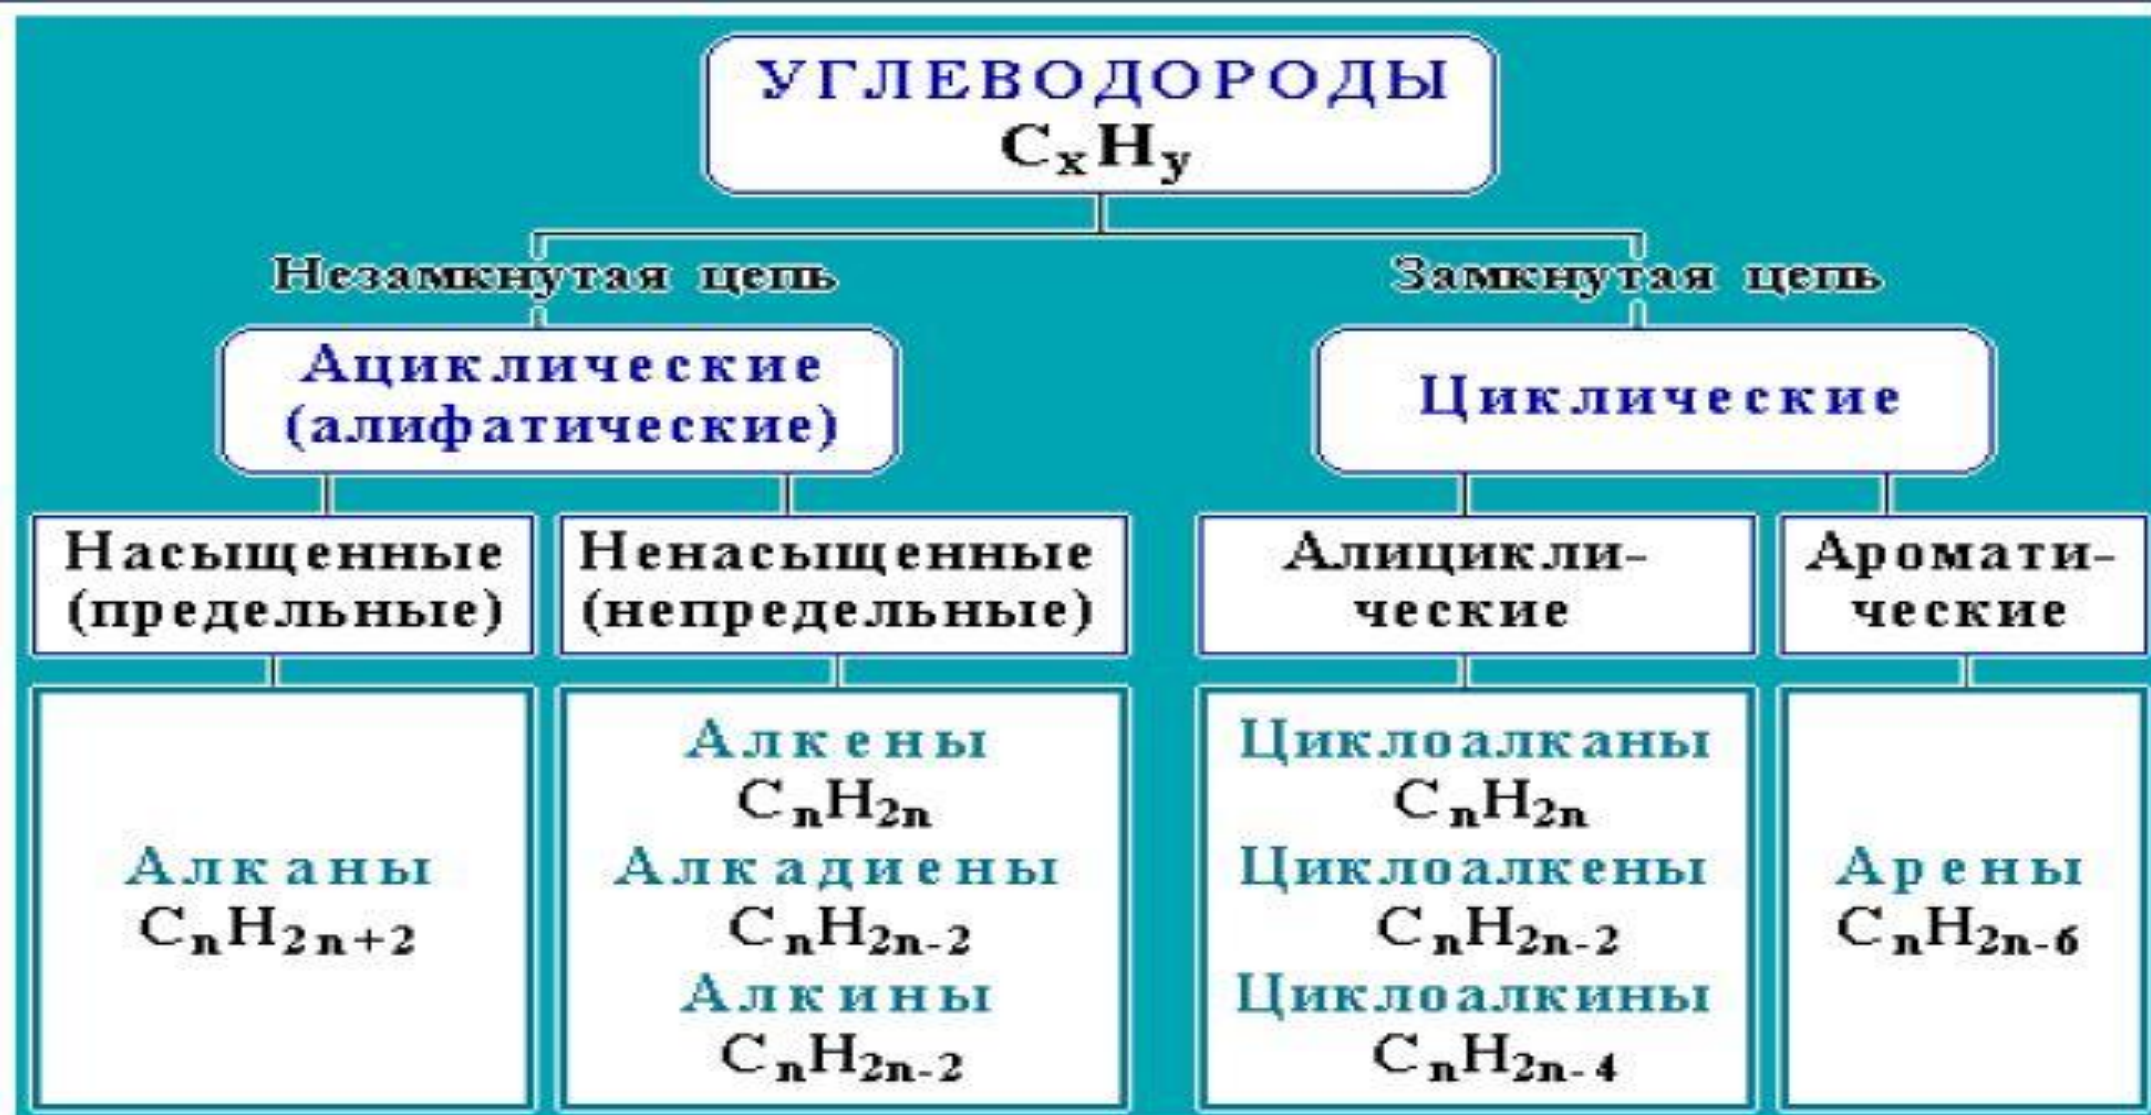 УГЛЕВОДОРОДЫ
CxHy
Незамкнутая цепь
Замкнутая цепь
Ациклические
(алифатические)
Циклические
Насыщенные
(предельные)
Ненасыщенные
(непредельные)
Алицикли-
ческие
Аромати-
ческие
Алканы
CnH2n+2
Алкены
CnH2n
Алкадиены
CnH2n-2
Алкины
CnH2n-2
Циклоалканы
CnH2n
Циклоалкены
CnH2n-2
Циклоалкины
CnH2n-4
Арены
CnH2n-6